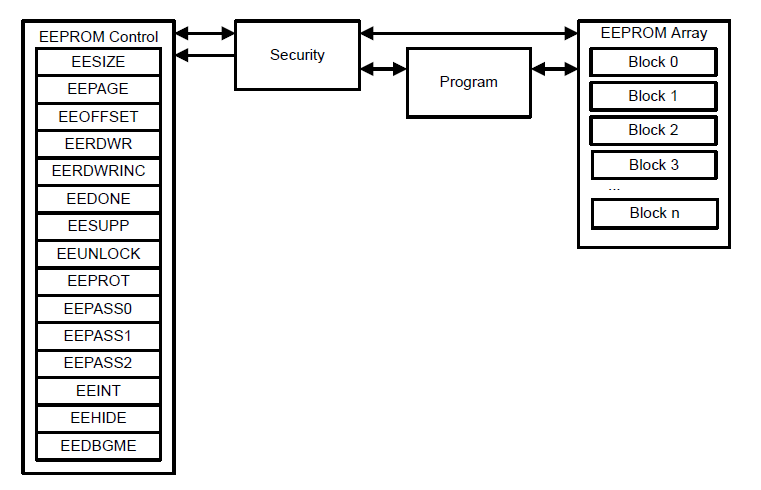 EEPROM Control
EESIZE
EEPAGE
EEOFFSET
EERDWR
EERDWRINC
EEDONE
EESUPP
EEUNLOCK
EEPROT
EEPASS0
EEPASS1
EEPASS2
EEINT
EEHIDE
EEDBGME
Security
Program
EEPROM Array
Block 0
Block 1
Block 2
Block 3
...
Block n